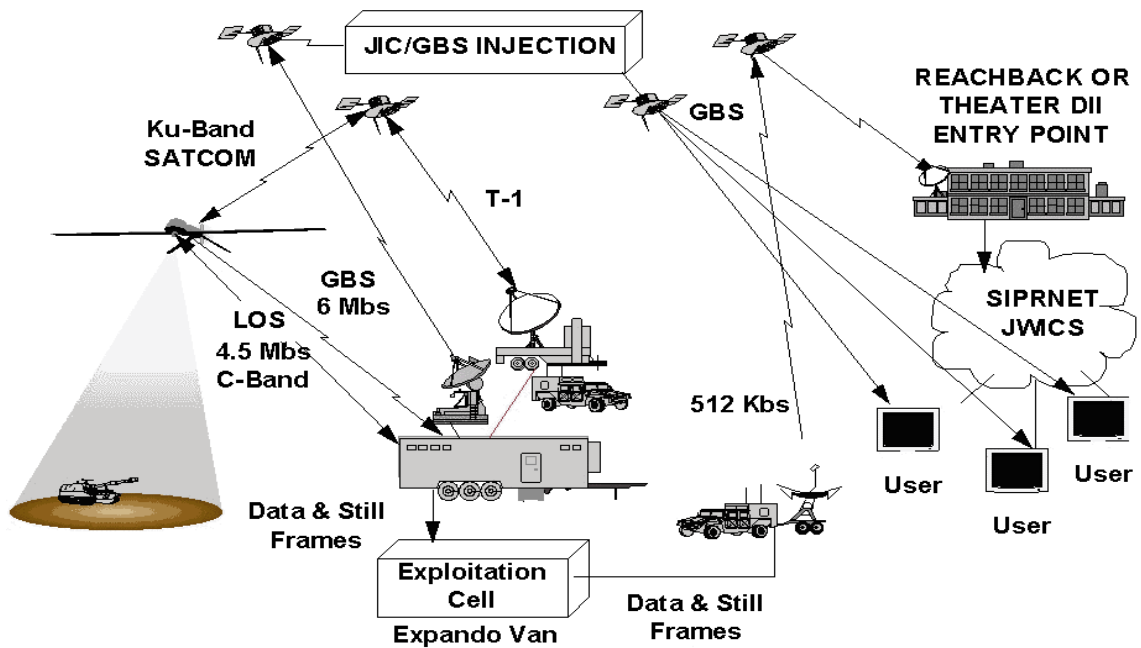 JIC/GBS INJECTION
REACHBACK OR
THEATER DII
ENTRY POINT
GBS
Ku-Band
SATCOM
T-1
GBS
6 Mbs
LOS
4.5 Mbs
C-Band
SIPRNET
JWICS
512 Kbs
User
User
User
Data & Still
Frames
Exploitation
Cell
Expando Van
Data & Still
Frames